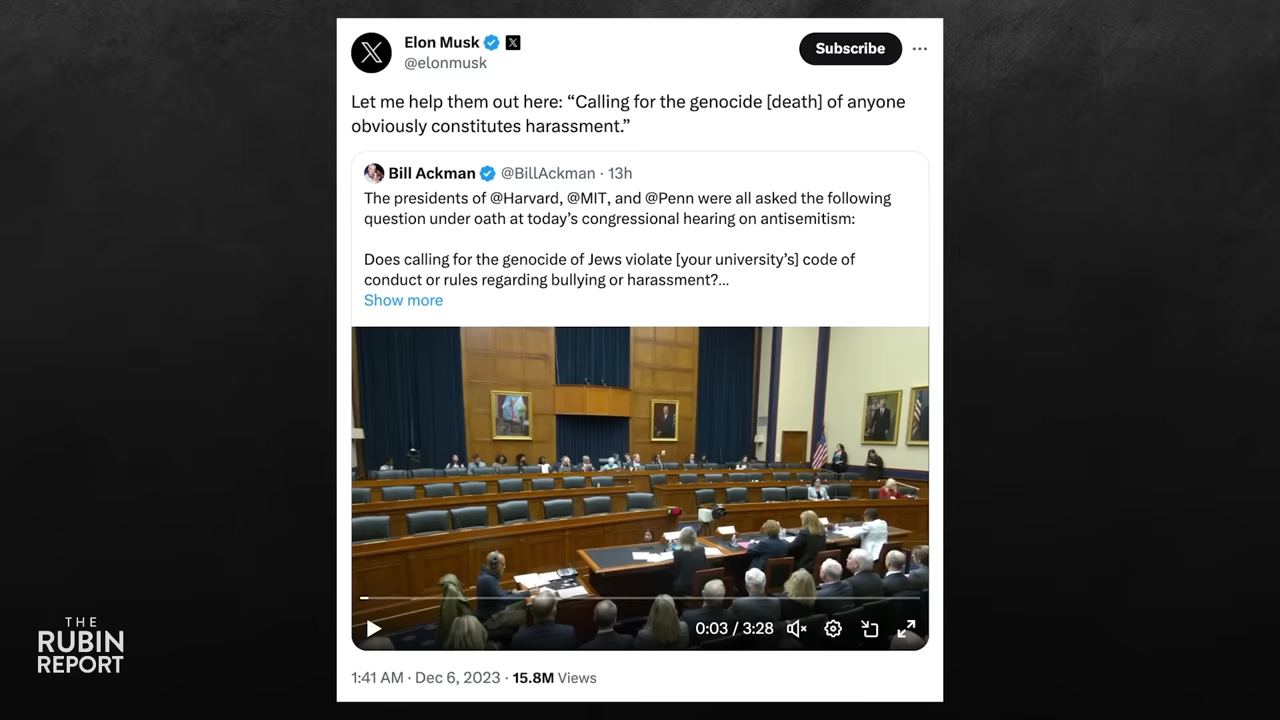 Elon Musk
@elonmusk
Subscribe
Let me help them out here: “Calling for the genocide [death] of anyone
obviously constitutes harassment.”
Bill Ackman @BillAckman · 13h
The presidents of @Harvard, @MIT, and @Penn were all asked the following
question under oath at today’s congressional hearing on antisemitism:
Does calling for the genocide of Jews violate [your university’s] code of
conduct or rules regarding bullying or harassment?...
Show more
0:03 / 3:28
1:41 AM · Dec 6, 2023 · 15.8M Views
THE
RUBIN
REPORT